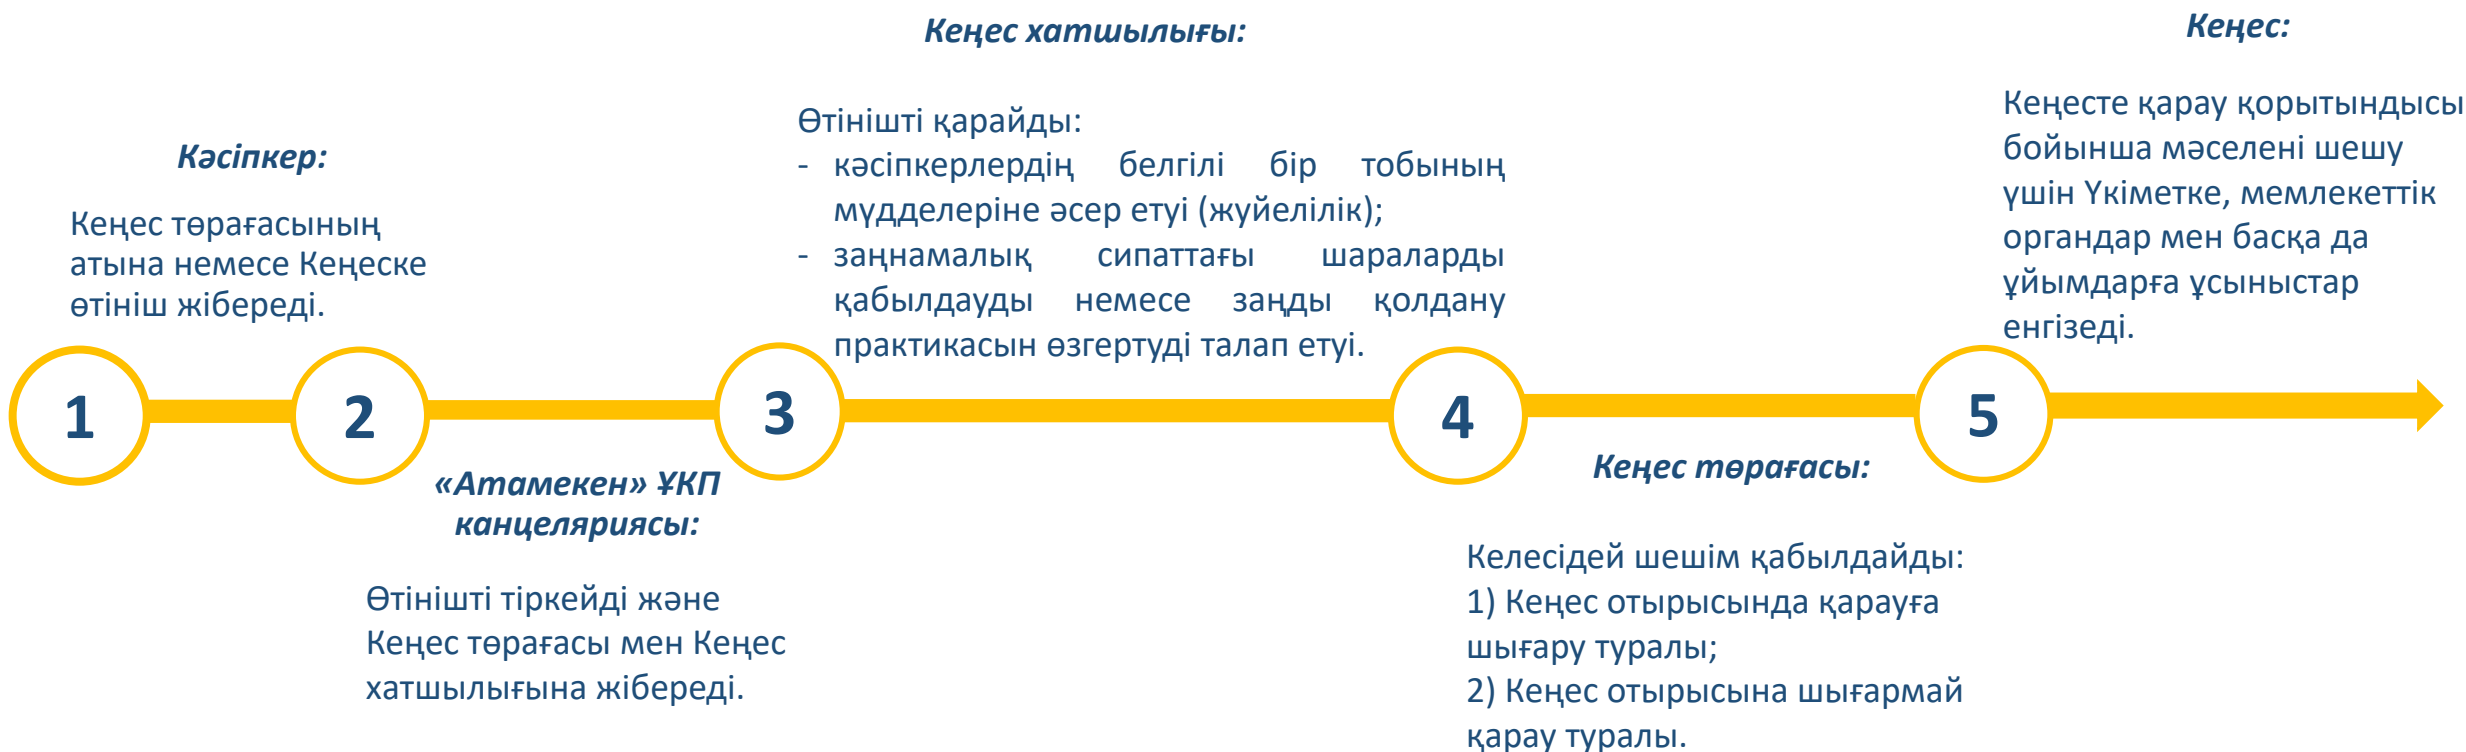 Кәсіпкер:
Кеңес төрағасының
атына немесе Кеңеске
өтініш жібереді.
1
2
«Атамекен» ҰКП
канцеляриясы:
Өтінішті тіркейді және
Кеңес төрағасы мен Кеңес
хатшылығына жібереді.
Кеңес хатшылығы:
Өтінішті қарайды:
- кәсіпкерлердің белгілі бір тобының
мүдделеріне әсер етуі (жуйелілік);
- заңнамалық сипаттағы шараларды
қабылдауды немесе заңды қолдану
практикасын өзгертуді талап етуі.
3
4
Кеңес төрағасы:
Келесідей шешім қабылдайды:
1) Кеңес отырысында қарауға
шығару туралы;
2) Кеңес отырысына шығармай
қарау туралы.
Кеңес:
Кеңесте қарау қорытындысы
бойынша мәселені шешу
үшін Үкіметке, мемлекеттік
органдар мен басқа да
ұйымдарға ұсыныстар
енгізеді.
5